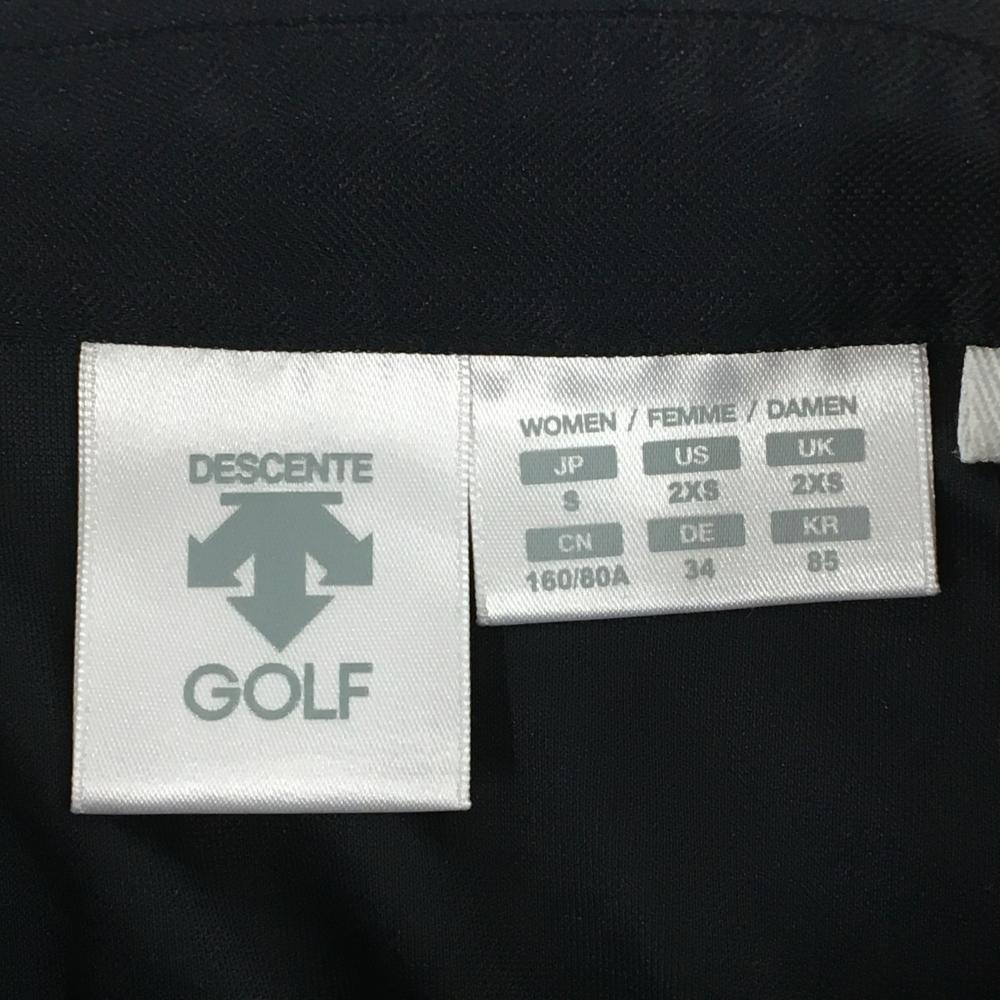 DESCENTE
GOLF
WOMEN / FEMME / DAMEN
JP US UK
S 2XS 2XS
CN DE KR
160/80A 34 85